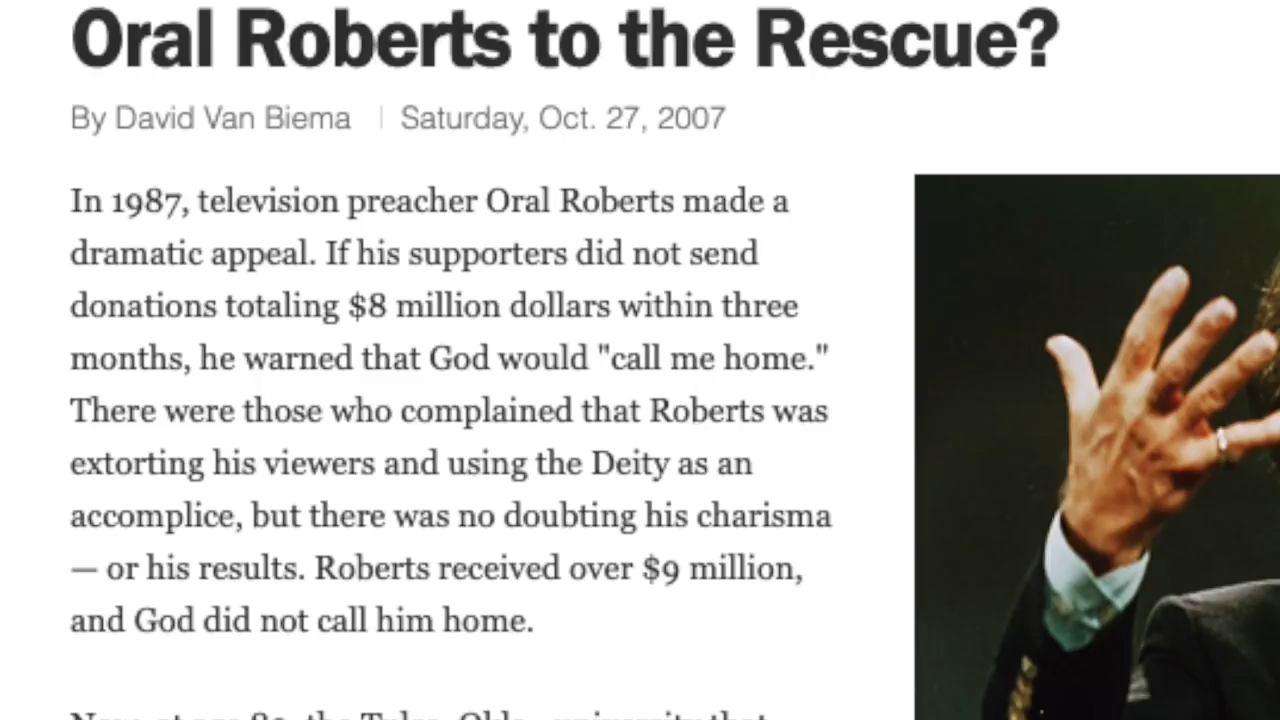 Oral Roberts to the Rescue?
By David Van Biema | Saturday, Oct. 27, 2007
In 1987, television preacher Oral Roberts made a
dramatic appeal. If his supporters did not send
donations totaling $8 million dollars within three
months, he warned that God would "call me home."
There were those who complained that Roberts was
extorting his viewers and using the Deity as an
accomplice, but there was no doubting his charisma
— or his results. Roberts received over $9 million,
and God did not call him home.